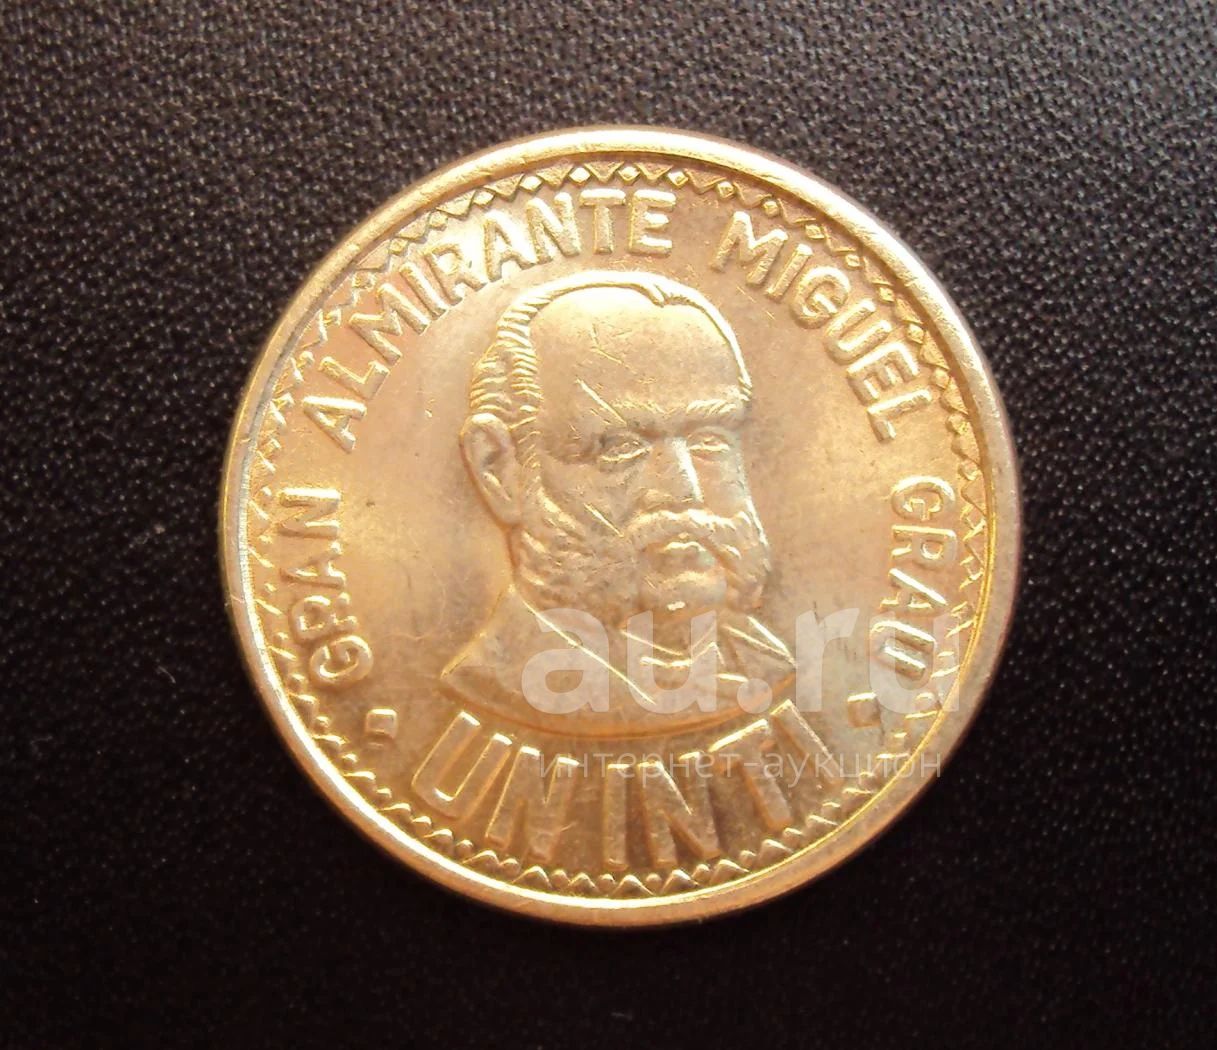 GRAN ALMIRANTE MIGUEL GRAU
UN INTI
au.ru
интернет-аукцион